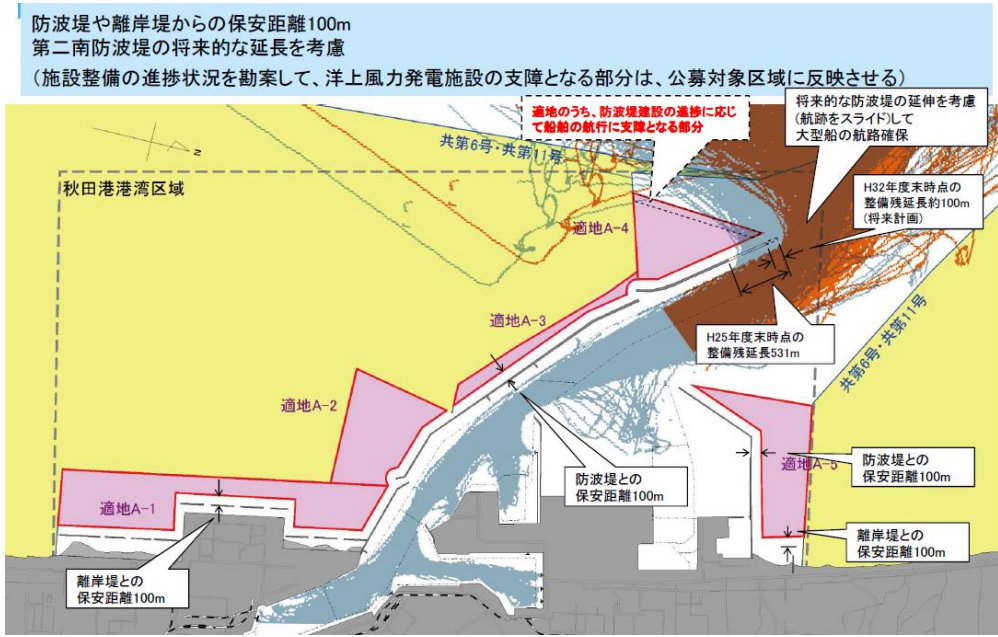 防波堤や離岸堤からの保安距離100m
第二南防波堤の将来的な延長を考慮
（施設整備の進捗状況を勘案して、洋上風力発電施設の支障となる部分は、公募対象区域に反映させる）
適地のうち、防波堤建設の進捗に応じ
て船舶の航行に支障となる部分
将来的な防波堤の延伸を考慮
(航跡をスライド)して
大型船の航路確保
共第6号・共第11号
N
秋田港港湾区域
H32年度末時点の
整備残延長約100m
(将来計画)
適地A-4
適地A-3
H25年度末時点の
整備残延長531m
共第6号・共第11号
適地A-2
適地A-5
防波堤との
保安距離100m
防波堤との
保安距離100m
適地A-1
離岸堤との
保安距離100m
離岸堤との
保安距離100m